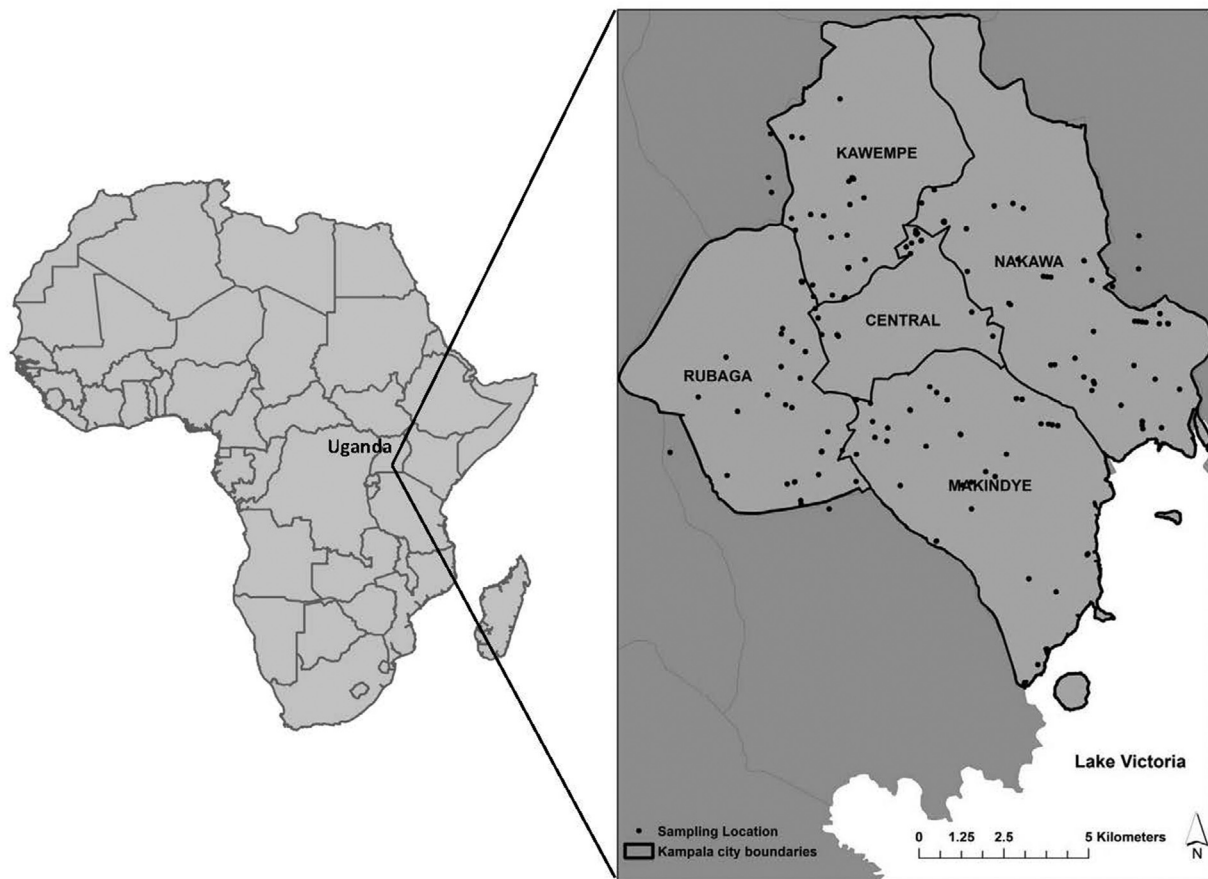 Uganda
KAWEMPE
NAKAWA
CENTRAL
RUBAGA
MAKINDYE
Lake Victoria
Sampling Location
Kampala city boundaries
0 1.25 2.5 5 Kilometers
N